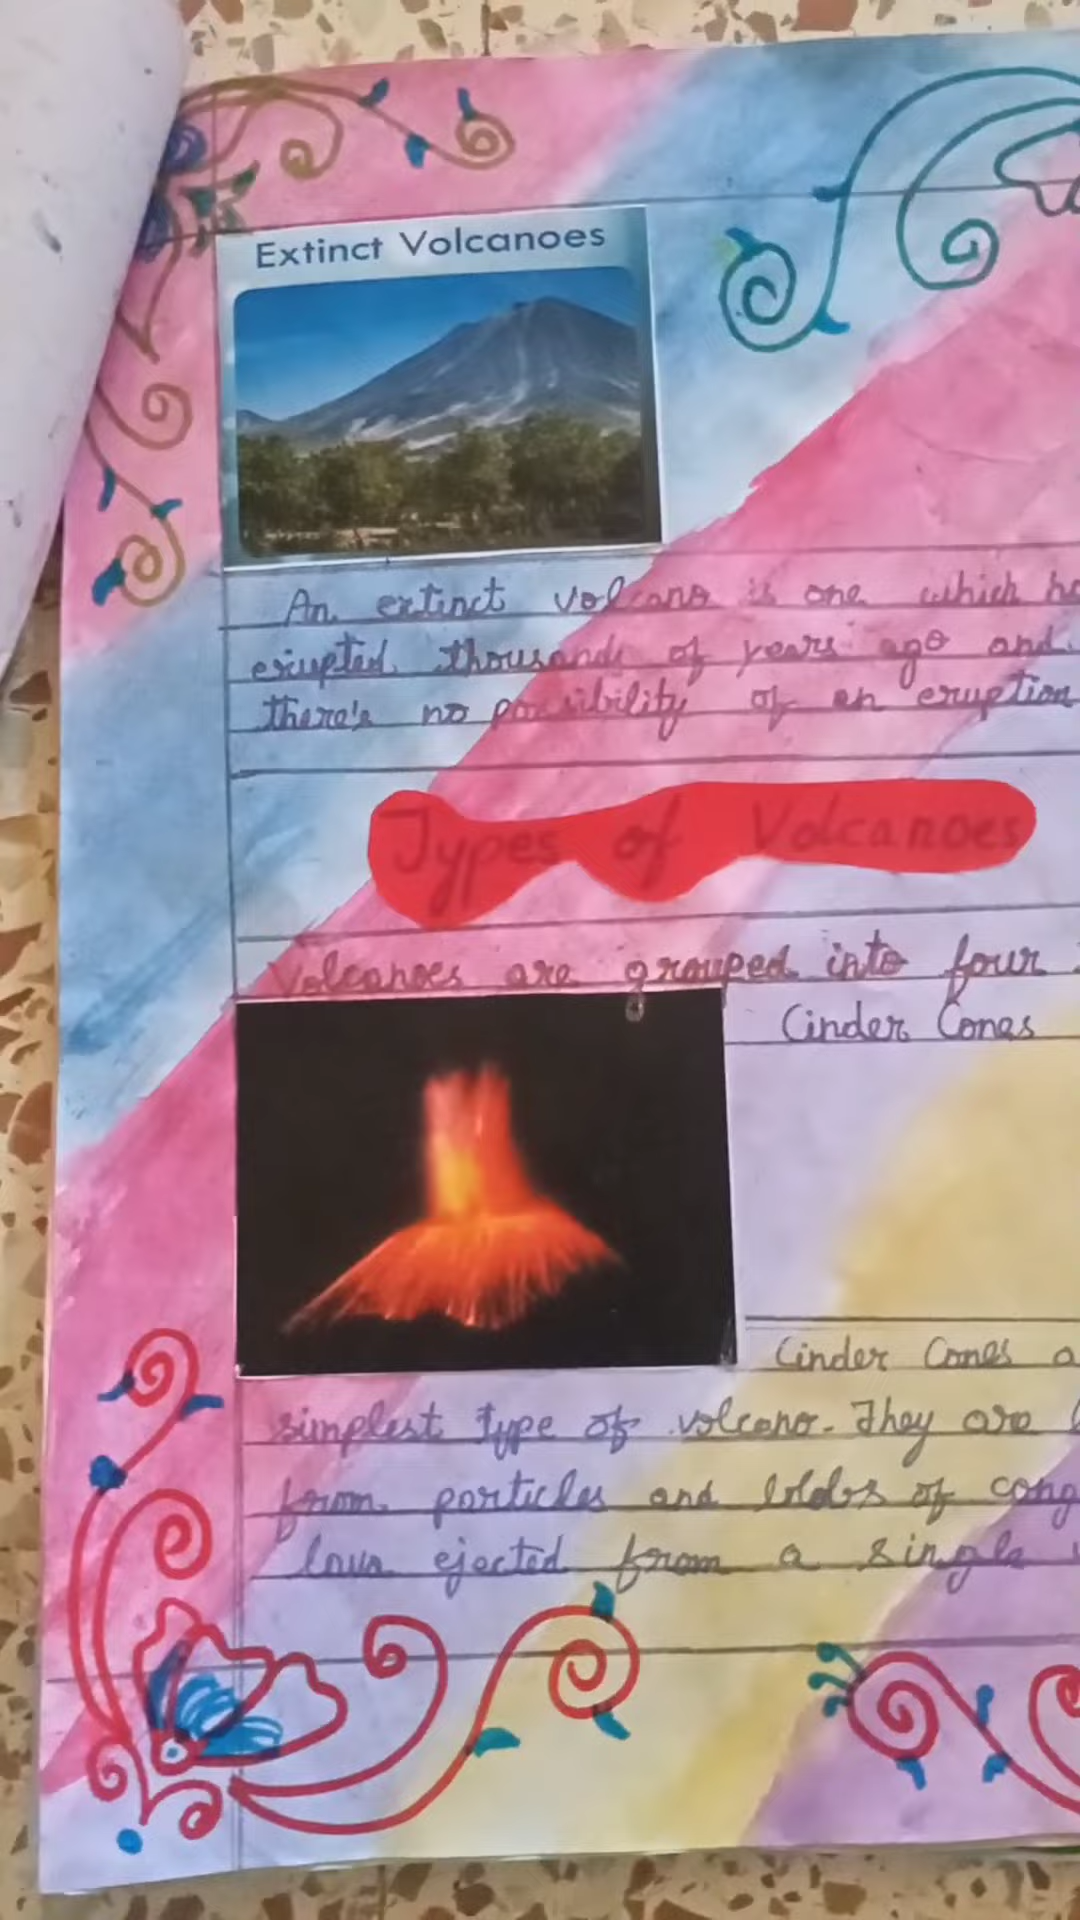 Extinct Volcanoes
An extinct volcano is one which
erupted thousands of years ago and
there's no possibility of an eruption
Types of Volcanoes
Volcanoes are grouped into four
Cinder Cones
Cinder Cones
simplest type of volcano. They are
from particles and blobs of
lava ejected from a single